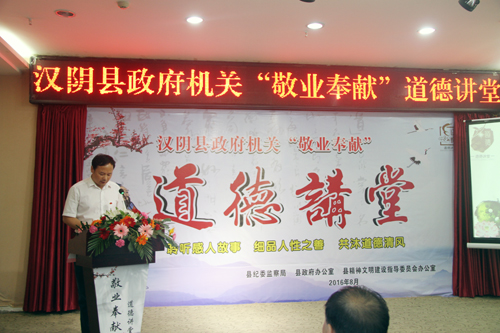 汉阴县政府机关“敬业奉献”道德讲堂
汉阴县政府机关“敬业奉献”
道德講堂
聆听感人故事 细品人性之善 共沐道德清风
县纪委监察局 县政府办公室 县精神文明建设指导委员会办公室
2016年8月
敬业奉献
道德讲堂